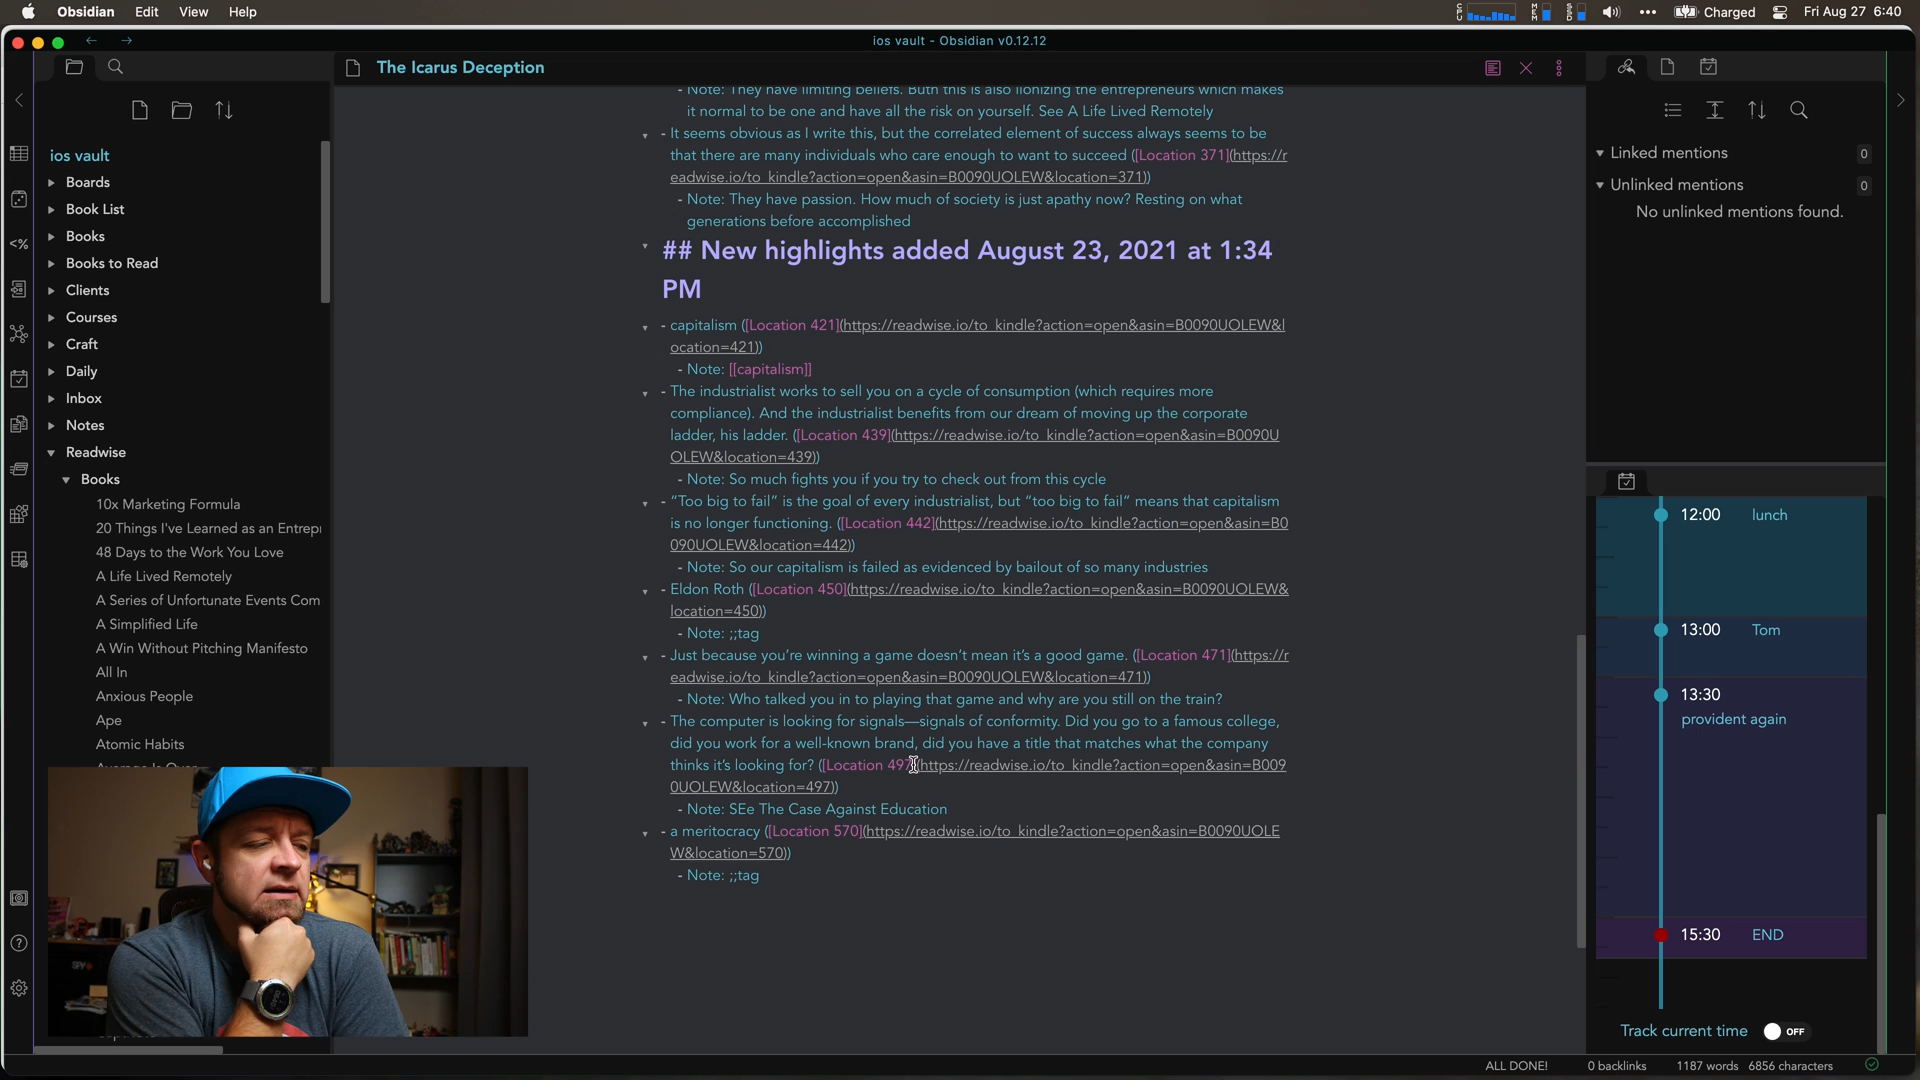 Obsidian Edit View Help
Charged Fri Aug 27 6:40
ios vault - Obsidian v0.12.12
The Icarus Deception
ios vault
Boards
Book List
Books
Books to Read
Clients
Courses
Craft
Daily
Inbox
Notes
Readwise
Books
10x Marketing Formula
20 Things I've Learned as an Entrepr
48 Days to the Work You Love
A Life Lived Remotely
A Series of Unfortunate Events Com
A Simplified Life
A Win Without Pitching Manifesto
All In
Anxious People
Ape
Atomic Habits
- Note: They have limiting beliefs. Buth this is also lionizing the entrepreneurs which makes
it normal to be one and have all the risk on yourself. See A Life Lived Remotely
- It seems obvious as I write this, but the correlated element of success always seems to be
that there are many individuals who care enough to want to succeed ([Location 371](https://r
eadwise.io/to_kindle?action=open&asin=B0090UOLEW&location=371))
- Note: They have passion. How much of society is just apathy now? Resting on what
generations before accomplished
## New highlights added August 23, 2021 at 1:34
PM
- capitalism ([Location 421](https://readwise.io/to_kindle?action=open&asin=B0090UOLEW&l
ocation=421))
- Note: [[capitalism]]
- The industrialist works to sell you on a cycle of consumption (which requires more
compliance). And the industrialist benefits from our dream of moving up the corporate
ladder, his ladder. ([Location 439](https://readwise.io/to_kindle?action=open&asin=B0090U
OLEW&location=439))
- Note: So much fights you if you try to check out from this cycle
- “Too big to fail” is the goal of every industrialist, but “too big to fail” means that capitalism
is no longer functioning. ([Location 442](https://readwise.io/to_kindle?action=open&asin=B0
090UOLEW&location=442))
- Note: So our capitalism is failed as evidenced by bailout of so many industries
- Eldon Roth ([Location 450](https://readwise.io/to_kindle?action=open&asin=B0090UOLEW&
location=450))
- Note: ;;tag
- Just because you’re winning a game doesn’t mean it’s a good game. ([Location 471](https://r
eadwise.io/to_kindle?action=open&asin=B0090UOLEW&location=471))
- Note: Who talked you in to playing that game and why are you still on the train?
- The computer is looking for signals—signals of conformity. Did you go to a famous college,
did you work for a well-known brand, did you have a title that matches what the company
thinks it’s looking for? ([Location 497](https://readwise.io/to_kindle?action=open&asin=B009
0UOLEW&location=497))
- Note: SEe The Case Against Education
- a meritocracy ([Location 570](https://readwise.io/to_kindle?action=open&asin=B0090UOLE
W&location=570))
- Note: ;;tag
Linked mentions 0
Unlinked mentions 0
No unlinked mentions found.
12:00 lunch
13:00 Tom
13:30
provident again
15:30 END
Track current time OFF
ALL DONE! 0 backlinks 1187 words 6856 characters